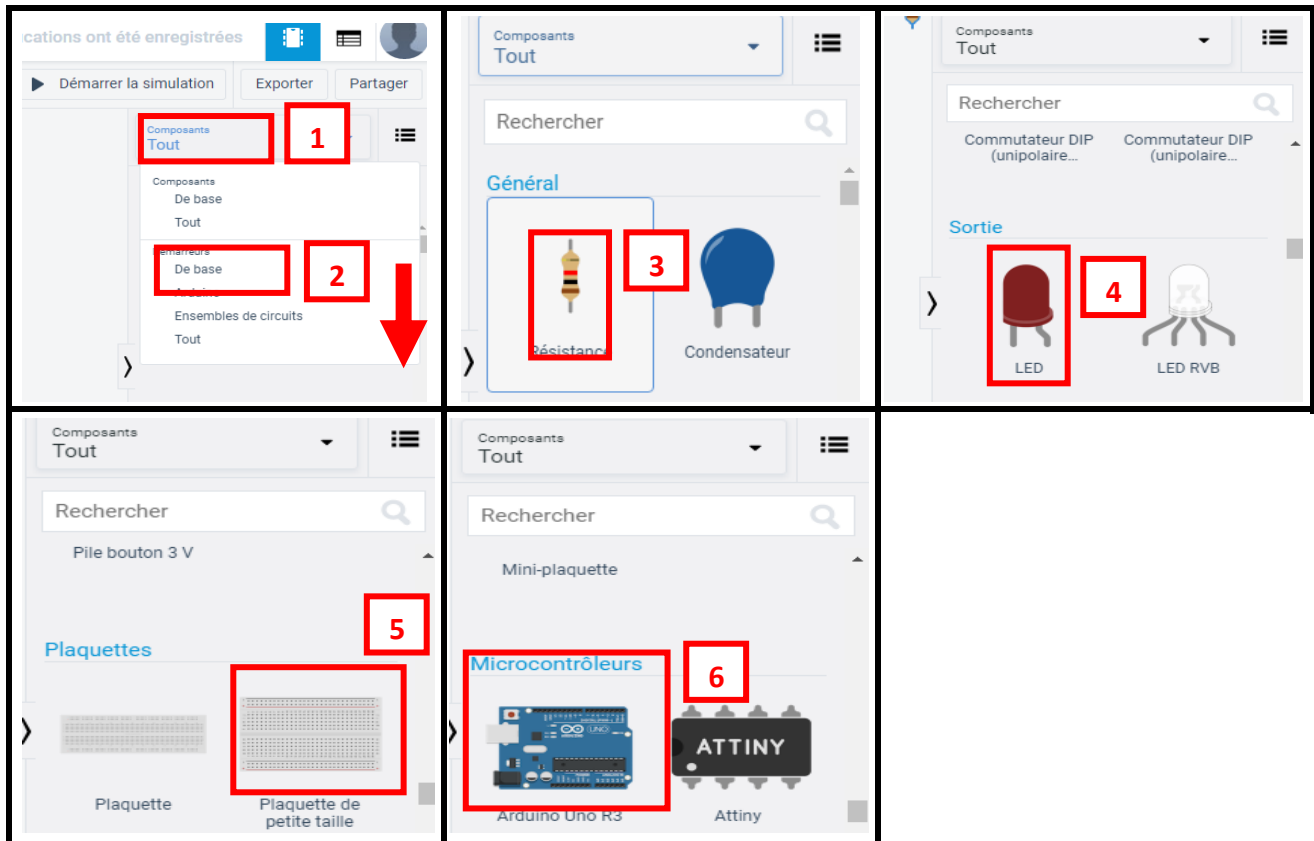 ications ont été enregistrées
Démarrer la simulation
Exporter
Partager
Composants
Tout
1
Composants
De base
Tout
Démarreurs
De base
2
Arduino
Ensembles de circuits
Tout
Composants
Tout
Rechercher
Général
3
Résistance
Condensateur
Composants
Tout
Rechercher
Commutateur DIP
(unipolaire...
Commutateur DIP
(unipolaire...
Sortie
4
LED
LED RVB
Composants
Tout
Rechercher
Pile bouton 3 V
5
Plaquettes
Plaquette
Plaquette de
petite taille
Composants
Tout
Rechercher
Mini-plaquette
Microcontrôleurs
6
UNO
ATTINY
Arduino Uno R3
Attiny